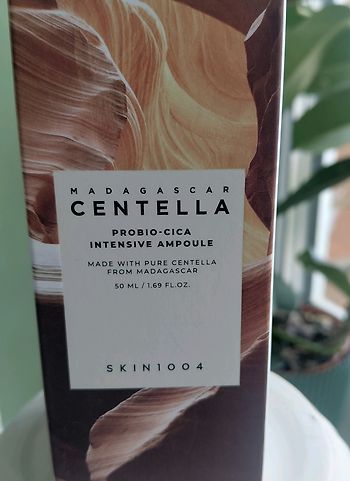 MADAGASCAR
CENTELLA
PROBIO-CICA
INTENSIVE AMPOULE
MADE WITH PURE CENTELLA
FROM MADAGASCAR
50 ML / 1.69 FL.OZ.
SKIN1004